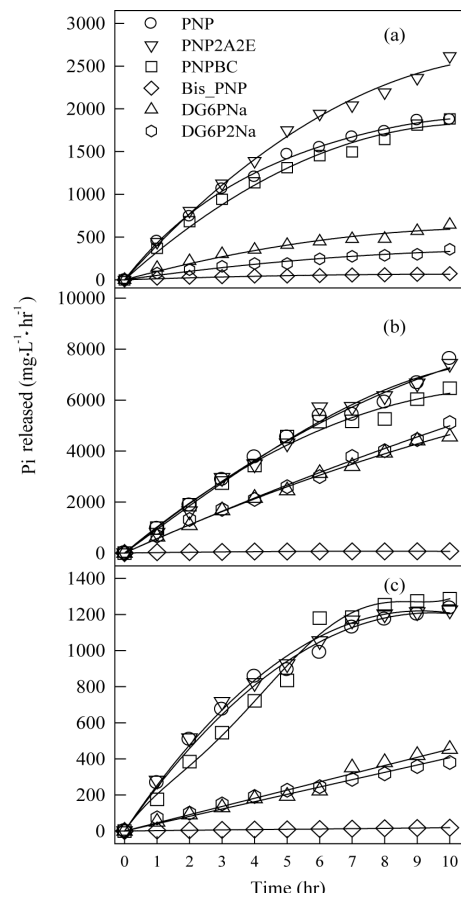 PNP
PNP2A2E
PNPBC
Bis_PNP
DG6PNa
DG6P2Na
(a)
3000
2500
2000
1500
1000
500
0
(b)
10000
8000
6000
4000
2000
0
(c)
1400
1200
1000
800
600
400
200
0
Pi released (mg·L⁻¹·hr⁻¹)
0 1 2 3 4 5 6 7 8 9 10
Time (hr)